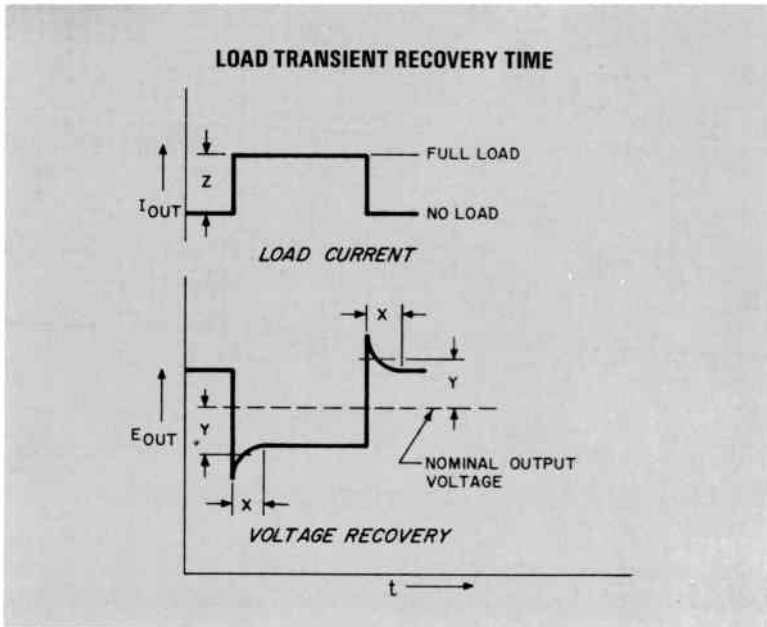 LOAD TRANSIENT RECOVERY TIME
FULL LOAD
Z
IOUT
NO LOAD
LOAD CURRENT
X
Y
EOUT
Y
NOMINAL OUTPUT
VOLTAGE
X
VOLTAGE RECOVERY
t